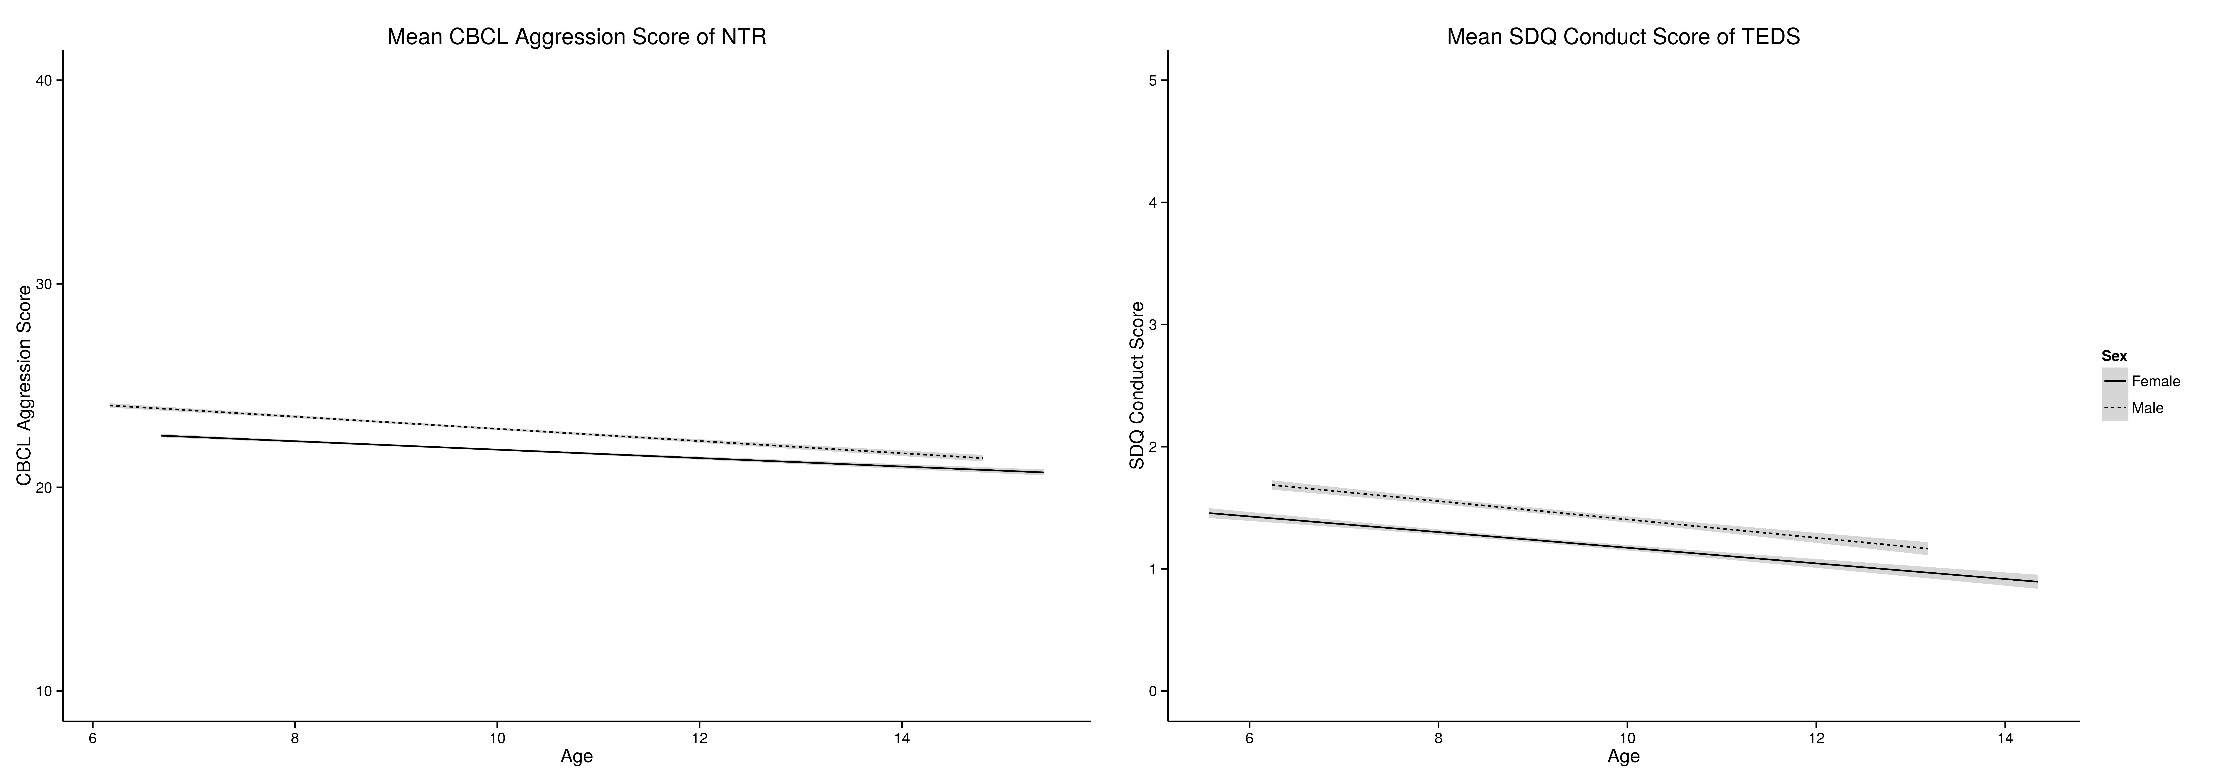 Mean CBCL Aggression Score of NTR
CBCL Aggression Score
40
30
20
10
6 8 10 12 14
Age
Mean SDQ Conduct Score of TEDS
SDQ Conduct Score
5
4
3
2
1
0
6 8 10 12 14
Age
Sex
Female
Male